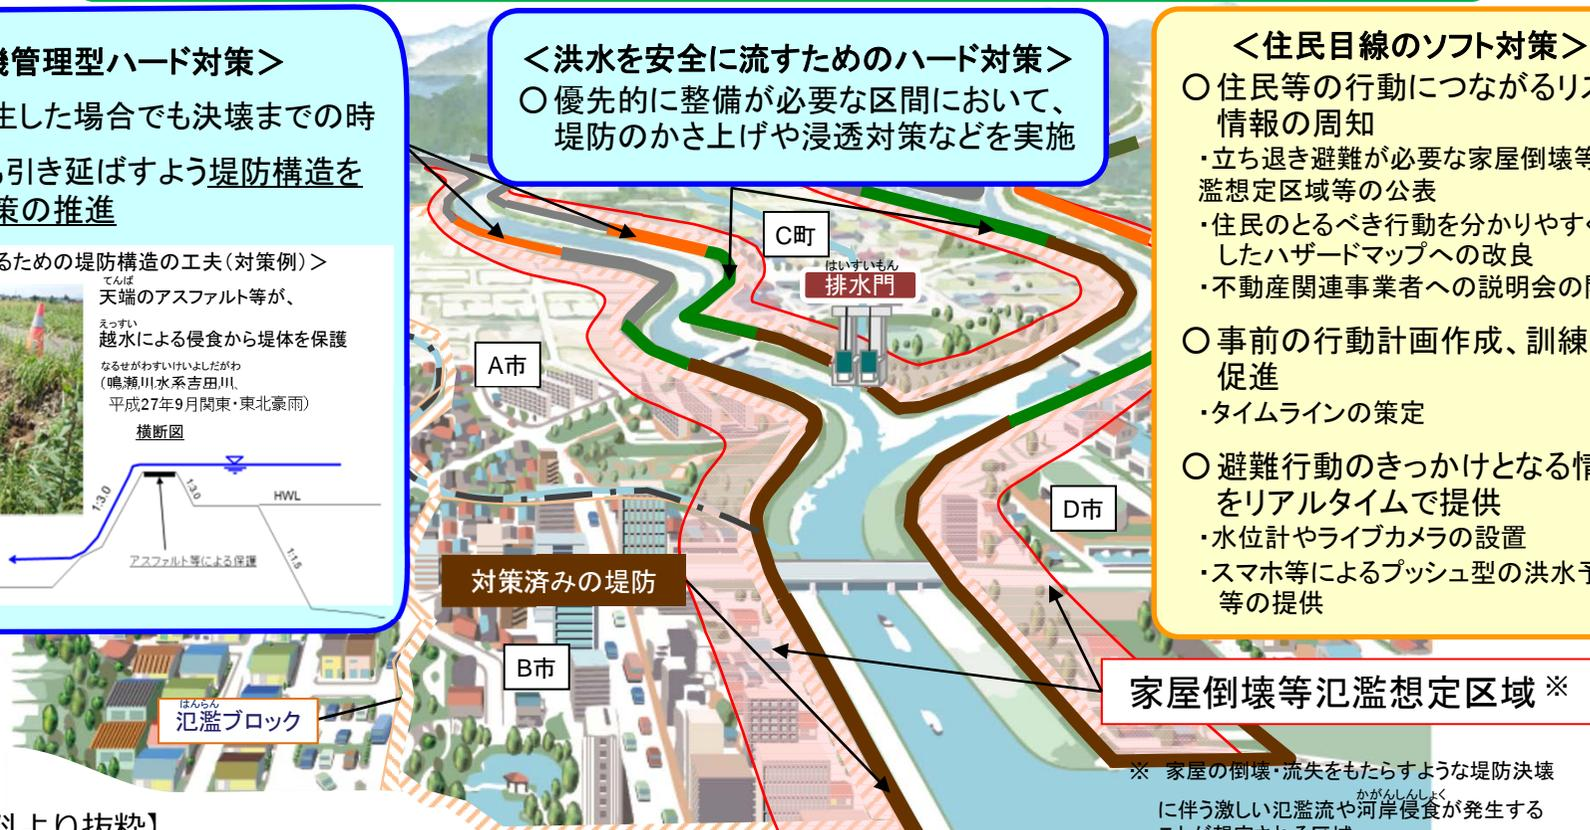 機管理型ハード対策＞
生した場合でも決壊までの時
も引き延ばすよう堤防構造を
策の推進
るための堤防構造の工夫（対策例）＞
てんば
天端のアスファルト等が、
えっすい
越水による侵食から堤体を保護
なるせがわすいけいよしだがわ
（鳴瀬川水系吉田川、
平成27年9月関東・東北豪雨）
横断図
1:3.0
1:3.0
HWL
1:1.5
アスファルト等による保護
＜洪水を安全に流すためのハード対策＞
○優先的に整備が必要な区間において、
堤防のかさ上げや浸透対策などを実施
＜住民目線のソフト対策＞
○住民等の行動につながるリス
情報の周知
・立ち退き避難が必要な家屋倒壊等
濫想定区域等の公表
・住民のとるべき行動を分かりやすく
したハザードマップへの改良
・不動産関連事業者への説明会の開
○事前の行動計画作成、訓練
促進
・タイムラインの策定
○避難行動のきっかけとなる情
をリアルタイムで提供
・水位計やライブカメラの設置
・スマホ等によるプッシュ型の洪水予
等の提供
C町
はいすいもん
排水門
A市
D市
対策済みの堤防
B市
はんらん
氾濫ブロック
家屋倒壊等氾濫想定区域※
※ 家屋の倒壊・流失をもたらすような堤防決壊
かがんしんしょく
に伴う激しい氾濫流や河岸侵食が発生する
ことが想定される区域
料より抜粋】